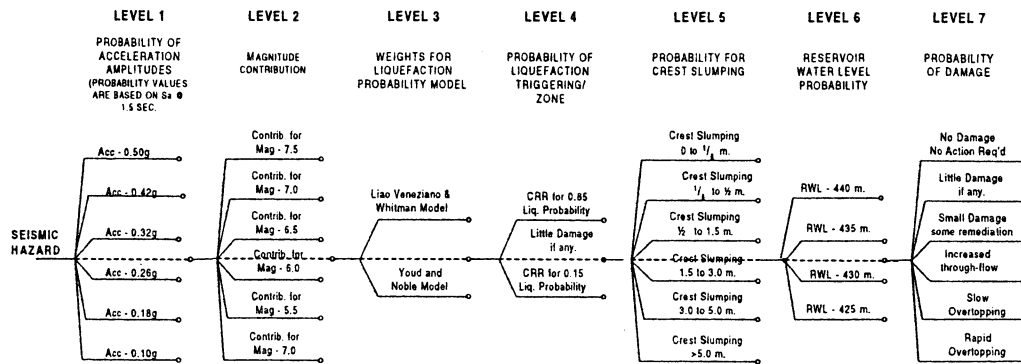 LEVEL 1
PROBABILITY OF
ACCELERATION
AMPLITUDES
(PROBABILITY VALUES
ARE BASED ON Sa @
1.5 SEC.
LEVEL 2
MAGNITUDE
CONTRIBUTION
LEVEL 3
WEIGHTS FOR
LIQUEFACTION
PROBABILITY MODEL
LEVEL 4
PROBABILITY OF
LIQUEFACTION
TRIGGERING/
ZONE
LEVEL 5
PROBABILITY FOR
CREST SLUMPING
LEVEL 6
RESERVOIR
WATER LEVEL
PROBABILITY
LEVEL 7
PROBABILITY
OF DAMAGE
SEISMIC
HAZARD
Acc - 0.50g
Acc - 0.42g
Acc - 0.32g
Acc - 0.26g
Acc - 0.18g
Acc - 0.10g
Contrib. for
Mag - 7.5
Contrib. for
Mag - 7.0
Contrib. for
Mag - 6.5
Contrib. for
Mag - 6.0
Contrib. for
Mag - 5.5
Contrib. for
Mag - 7.0
Liao Veneziano &
Whitman Model
Youd and
Noble Model
CRR for 0.85
Liq. Probability
Little Damage
if any.
CRR for 0.15
Liq. Probability
Crest Slumping
0 to m.
Crest Slumping
to ½ m.
Crest Slumping
½ to 1.5 m.
Crest Slumping
1.5 to 3.0 m.
Crest Slumping
3.0 to 5.0 m.
Crest Slumping
>5.0 m.
RWL - 440 m.
RWL - 435 m.
RWL - 430 m.
RWL - 425 m.
No Damage
No Action Req'd
Little Damage
if any.
Small Damage
some remediation
Increased
through-flow
Slow
Overtopping
Rapid
Overtopping